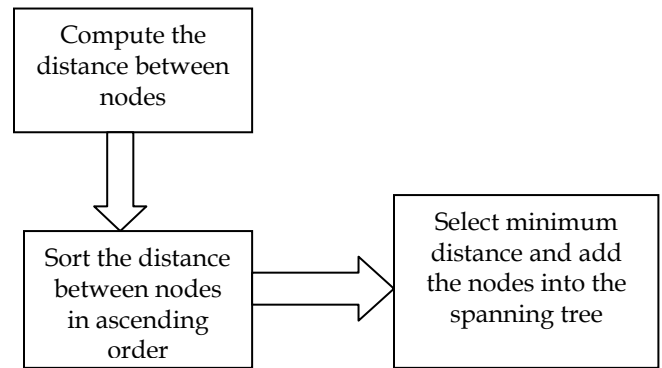 Compute the
distance between
nodes
Sort the distance
between nodes
in ascending
order
Select minimum
distance and add
the nodes into the
spanning tree